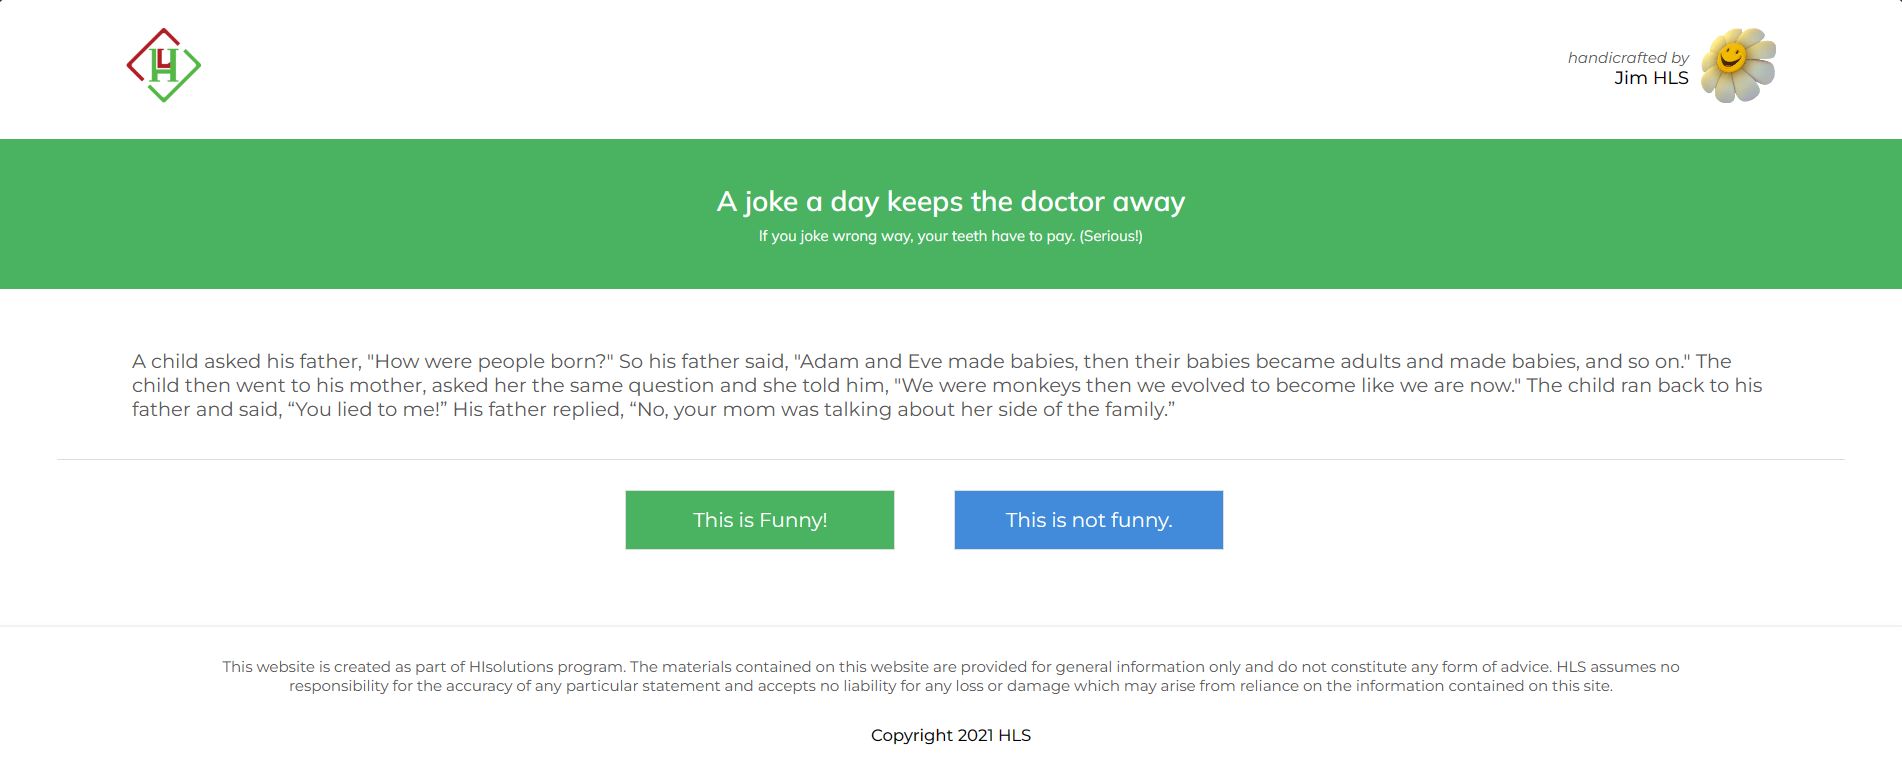 HL
handicrafted by
Jim HLS
A joke a day keeps the doctor away
If you joke wrong way, your teeth have to pay. (Serious!)
A child asked his father, "How were people born?" So his father said, "Adam and Eve made babies, then their babies became adults and made babies, and so on." The
child then went to his mother, asked her the same question and she told him, "We were monkeys then we evolved to become like we are now." The child ran back to his
father and said, “You lied to me!” His father replied, “No, your mom was talking about her side of the family.”
This is Funny!
This is not funny.
This website is created as part of Hlsolutions program. The materials contained on this website are provided for general information only and do not constitute any form of advice. HLS assumes no
responsibility for the accuracy of any particular statement and accepts no liability for any loss or damage which may arise from reliance on the information contained on this site.
Copyright 2021 HLS